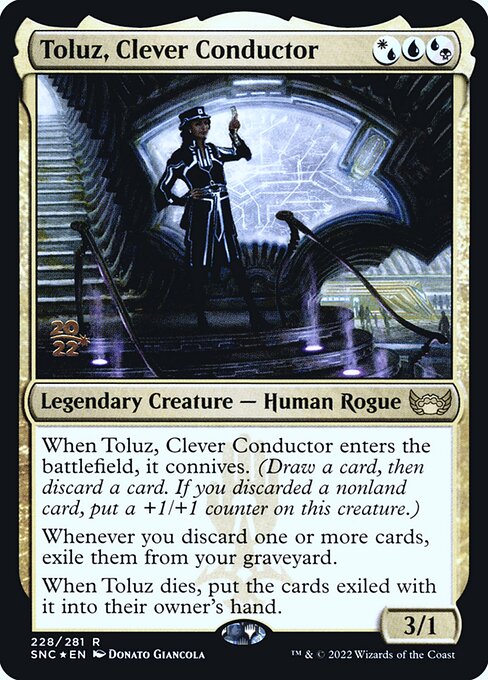 Toluz, Clever Conductor
20
22
Legendary Creature — Human Rogue
When Toluz, Clever Conductor enters the
battlefield, it connives. (Draw a card, then
discard a card. If you discarded a nonland
card, put a +1/+1 counter on this creature.)
Whenever you discard one or more cards,
exile them from your graveyard.
When Toluz dies, put the cards exiled with
it into their owner's hand.
3/1
228/281 R
SNC ★ EN Donato Giancola
™ & © 2022 Wizards of the Coast